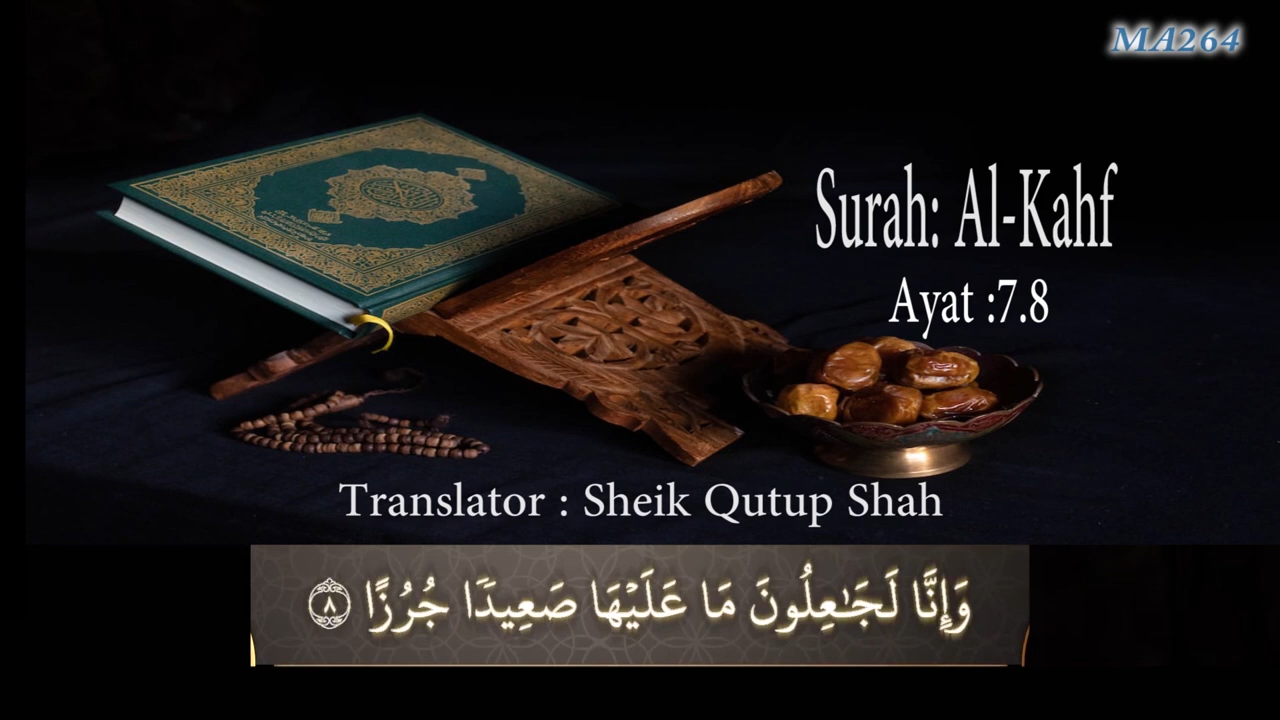 MA264
Surah: Al-Kahf
Ayat :7.8
Translator : Sheik Qutup Shah
وَإِنَّا لَجَٰعِلُونَ مَا عَلَيْهَا صَعِيدًا جُرُزًا ٨